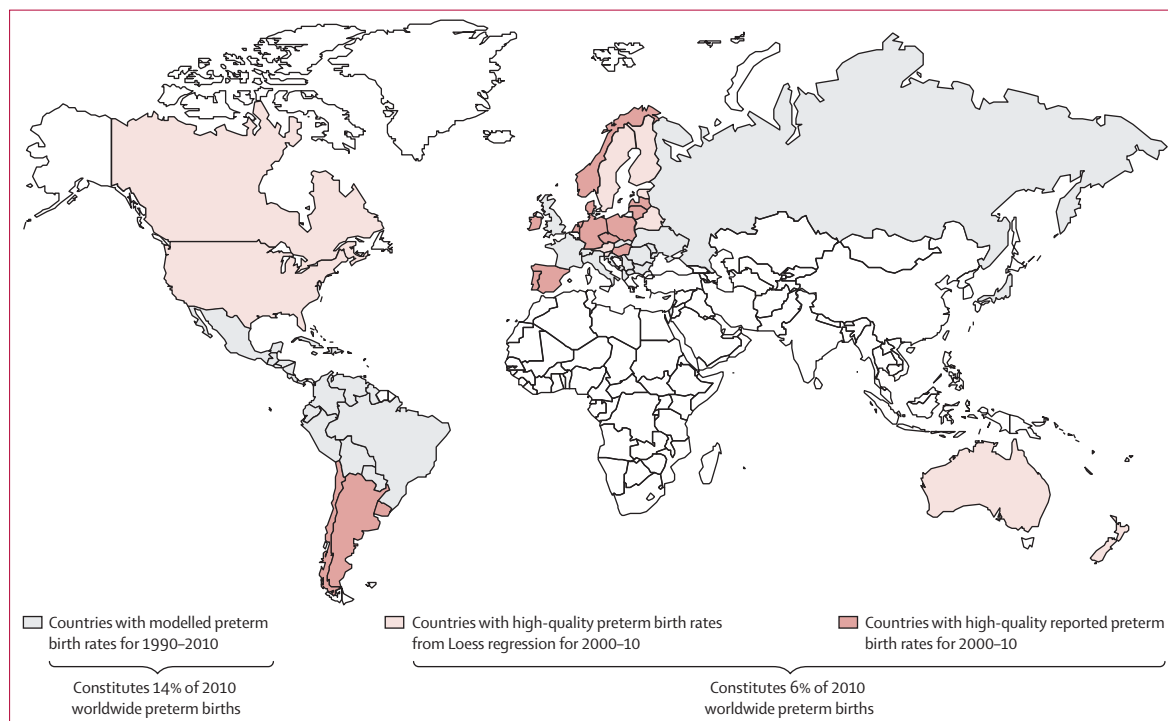 Countries with modelled preterm
birth rates for 1990–2010
Constitutes 14% of 2010
worldwide preterm births
Countries with high-quality preterm birth rates
from Loess regression for 2000–10
Countries with high-quality reported preterm
birth rates for 2000–10
Constitutes 6% of 2010
worldwide preterm births